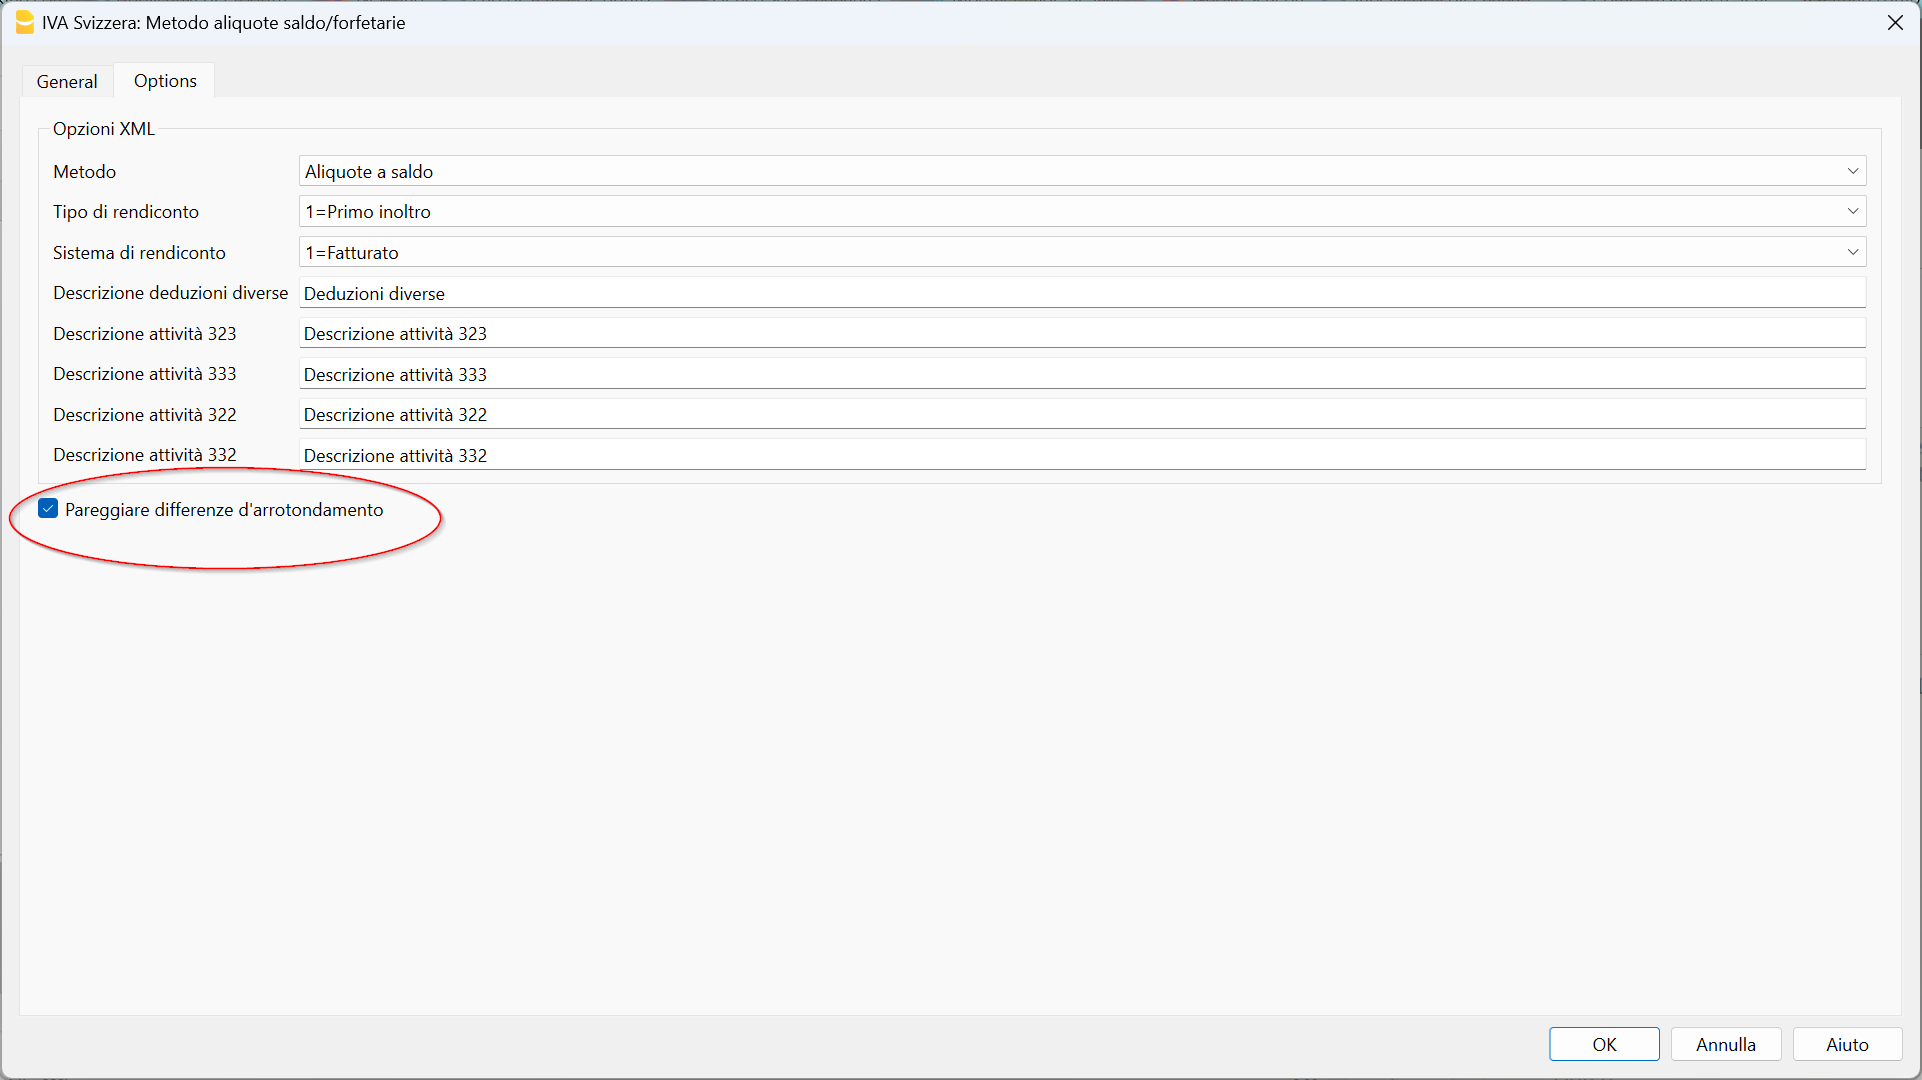 IVA Svizzera: Metodo aliquote saldo/forfetarie
General Options
Opzioni XML
Metodo Aliquote a saldo
Tipo di rendiconto 1=Primo inoltro
Sistema di rendiconto 1=Fatturato
Descrizione deduzioni diverse Deduzioni diverse
Descrizione attività 323 Descrizione attività 323
Descrizione attività 333 Descrizione attività 333
Descrizione attività 322 Descrizione attività 322
Descrizione attività 332 Descrizione attività 332
Pareggiare differenze d'arrotondamento
OK Annulla Aiuto